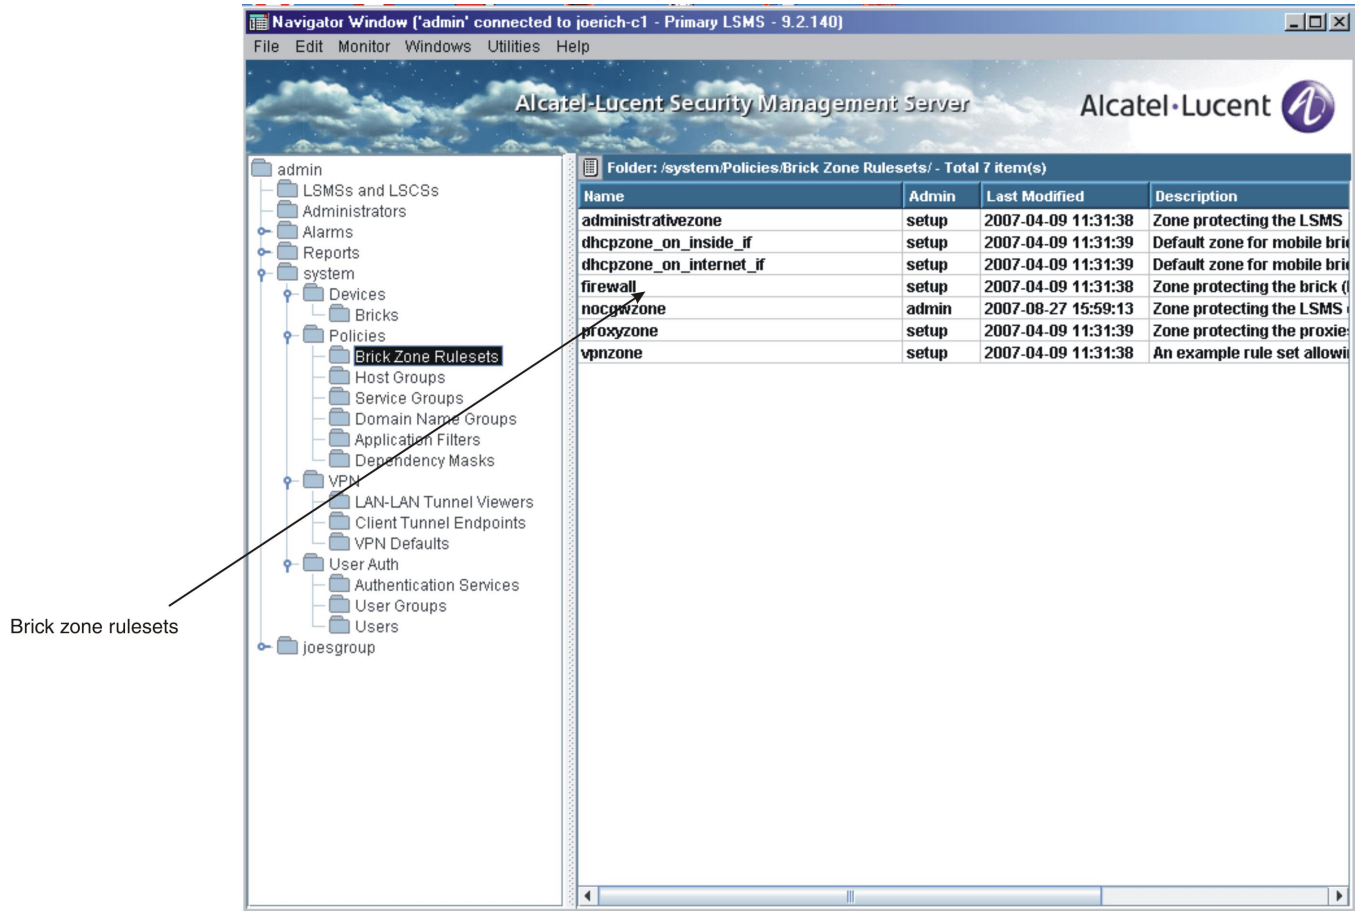 Navigator Window ('admin' connected to joerich-c1 - Primary LSMS - 9.2.140)
File Edit Monitor Windows Utilities Help
Alcatel-Lucent Security Management Server
Alcatel·Lucent
admin
LSMSs and LSCSs
Administrators
Alarms
Reports
system
Devices
Bricks
Policies
Brick Zone Rulesets
Host Groups
Service Groups
Domain Name Groups
Application Filters
Dependency Masks
VPN
LAN-LAN Tunnel Viewers
Client Tunnel Endpoints
VPN Defaults
User Auth
Authentication Services
User Groups
Users
joesgroup
Folder: /system/Policies/Brick Zone Rulesets/ - Total 7 item(s)
Name Admin Last Modified Description
administrativezone setup 2007-04-09 11:31:38 Zone protecting the LSMS
dhcpzone_on_inside_if setup 2007-04-09 11:31:39 Default zone for mobile bri
dhcpzone_on_internet_if setup 2007-04-09 11:31:39 Default zone for mobile bri
firewall setup 2007-04-09 11:31:38 Zone protecting the brick (
nocgwzone admin 2007-08-27 15:59:13 Zone protecting the LSMS
proxyzone setup 2007-04-09 11:31:39 Zone protecting the proxie
vpnzone setup 2007-04-09 11:31:38 An example rule set allowi
Brick zone rulesets